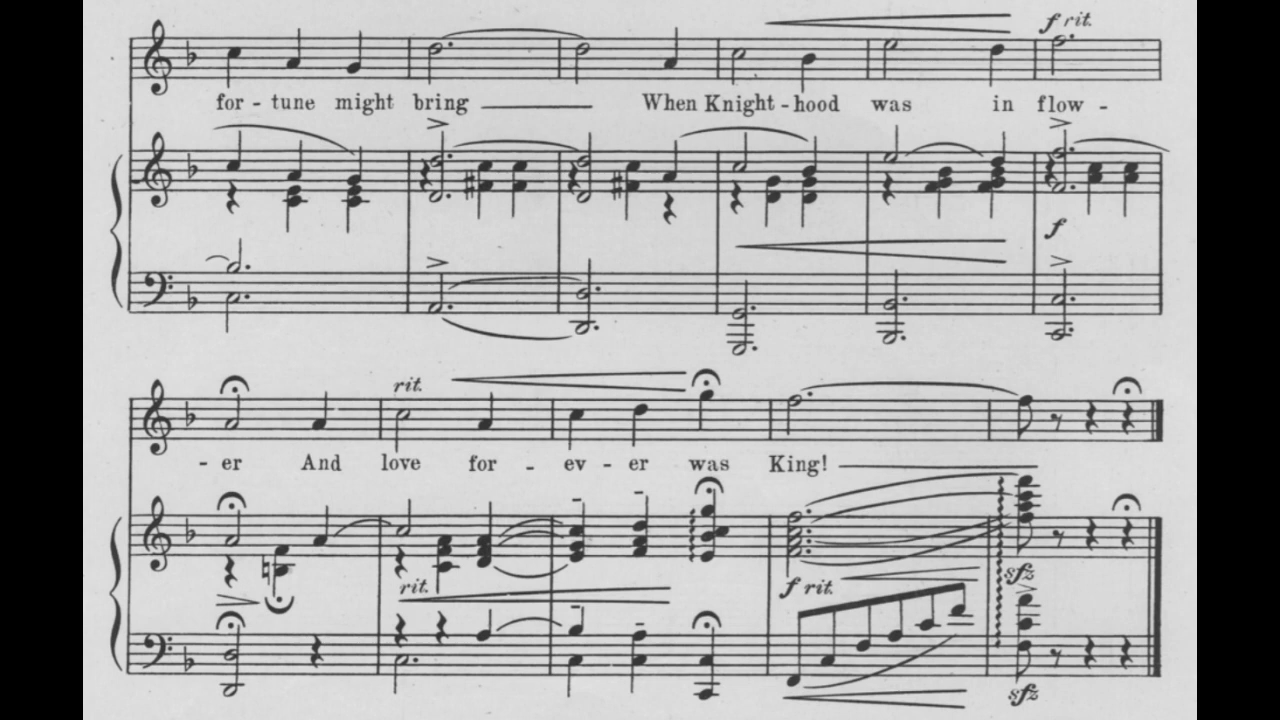 f rit.
for - tune might bring When Knight - hood was in flow -
f
rit.
- er And love for - ev - er was King!
rit.
f rit.
sfz
sfz